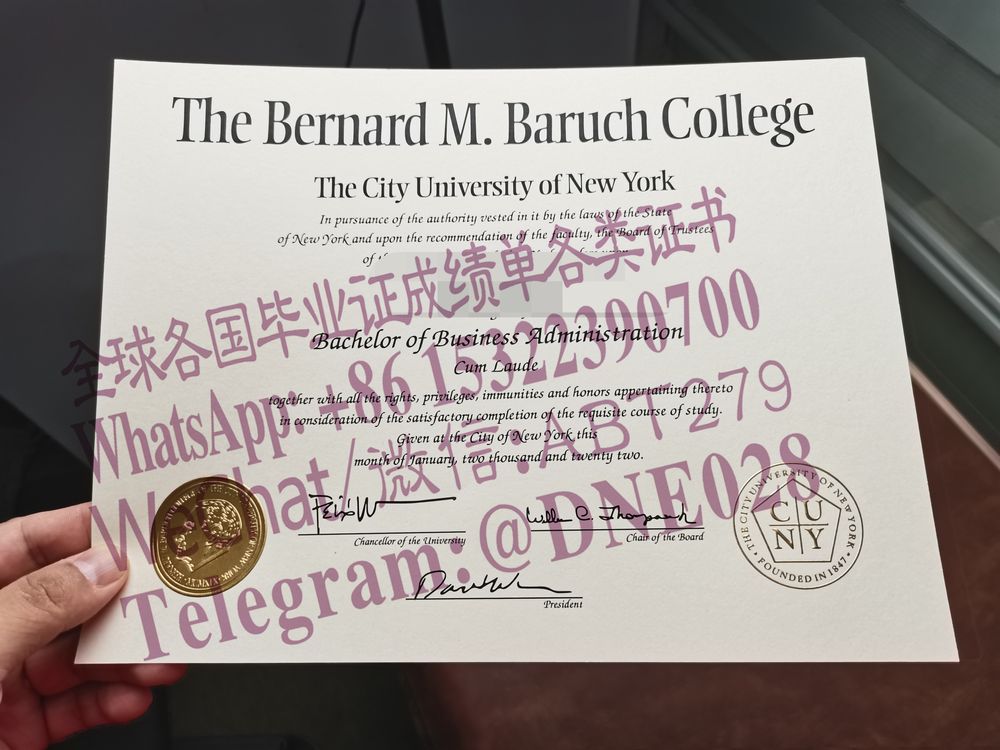 The Bernard M. Baruch College
The City University of New York
In pursuance of the authority vested in it by the laws of the State
of New York and upon the recommendation of the faculty, the Board of Trustees
全球各国毕业证成绩单各类证书
Bachelor of Business Administration
Cum Laude
WhatsApp: +86 15322390700
together with all the rights, privileges, immunities and honors appertaining thereto
in consideration of the satisfactory completion of the requisite course of study.
Given at the City of New York this
month of January, two thousand and twenty two.
Wechat/微信:ABT279
Chancellor of the University
Chair of the Board
Telegram:@DNE028
President
THE CITY UNIVERSITY OF NEW YORK
CU
NY
FOUNDED IN 1847